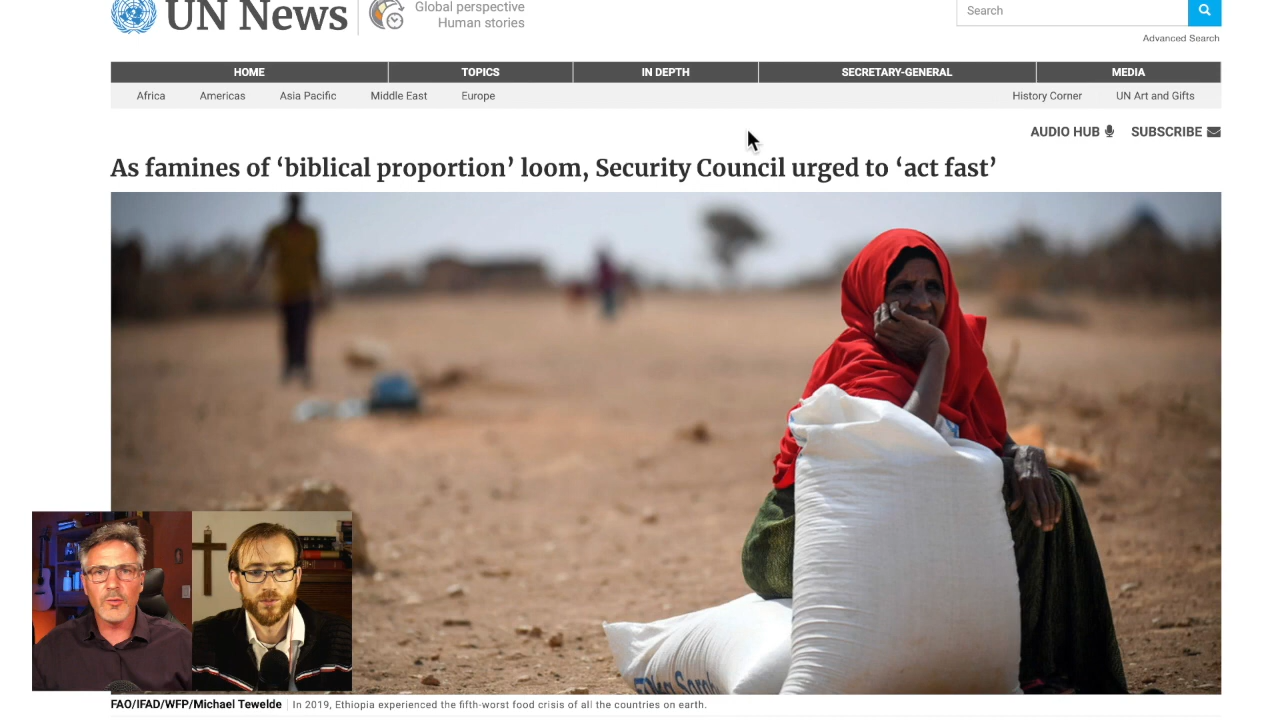 UN News
Global perspective
Human stories
Search
Advanced Search
HOME
TOPICS
IN DEPTH
SECRETARY-GENERAL
MEDIA
Africa
Americas
Asia Pacific
Middle East
Europe
History Corner
UN Art and Gifts
AUDIO HUB
SUBSCRIBE
As famines of ‘biblical proportion’ loom, Security Council urged to ‘act fast’
FAO/IFAD/WFP/Michael Tewelde
In 2019, Ethiopia experienced the fifth-worst food crisis of all the countries on earth.